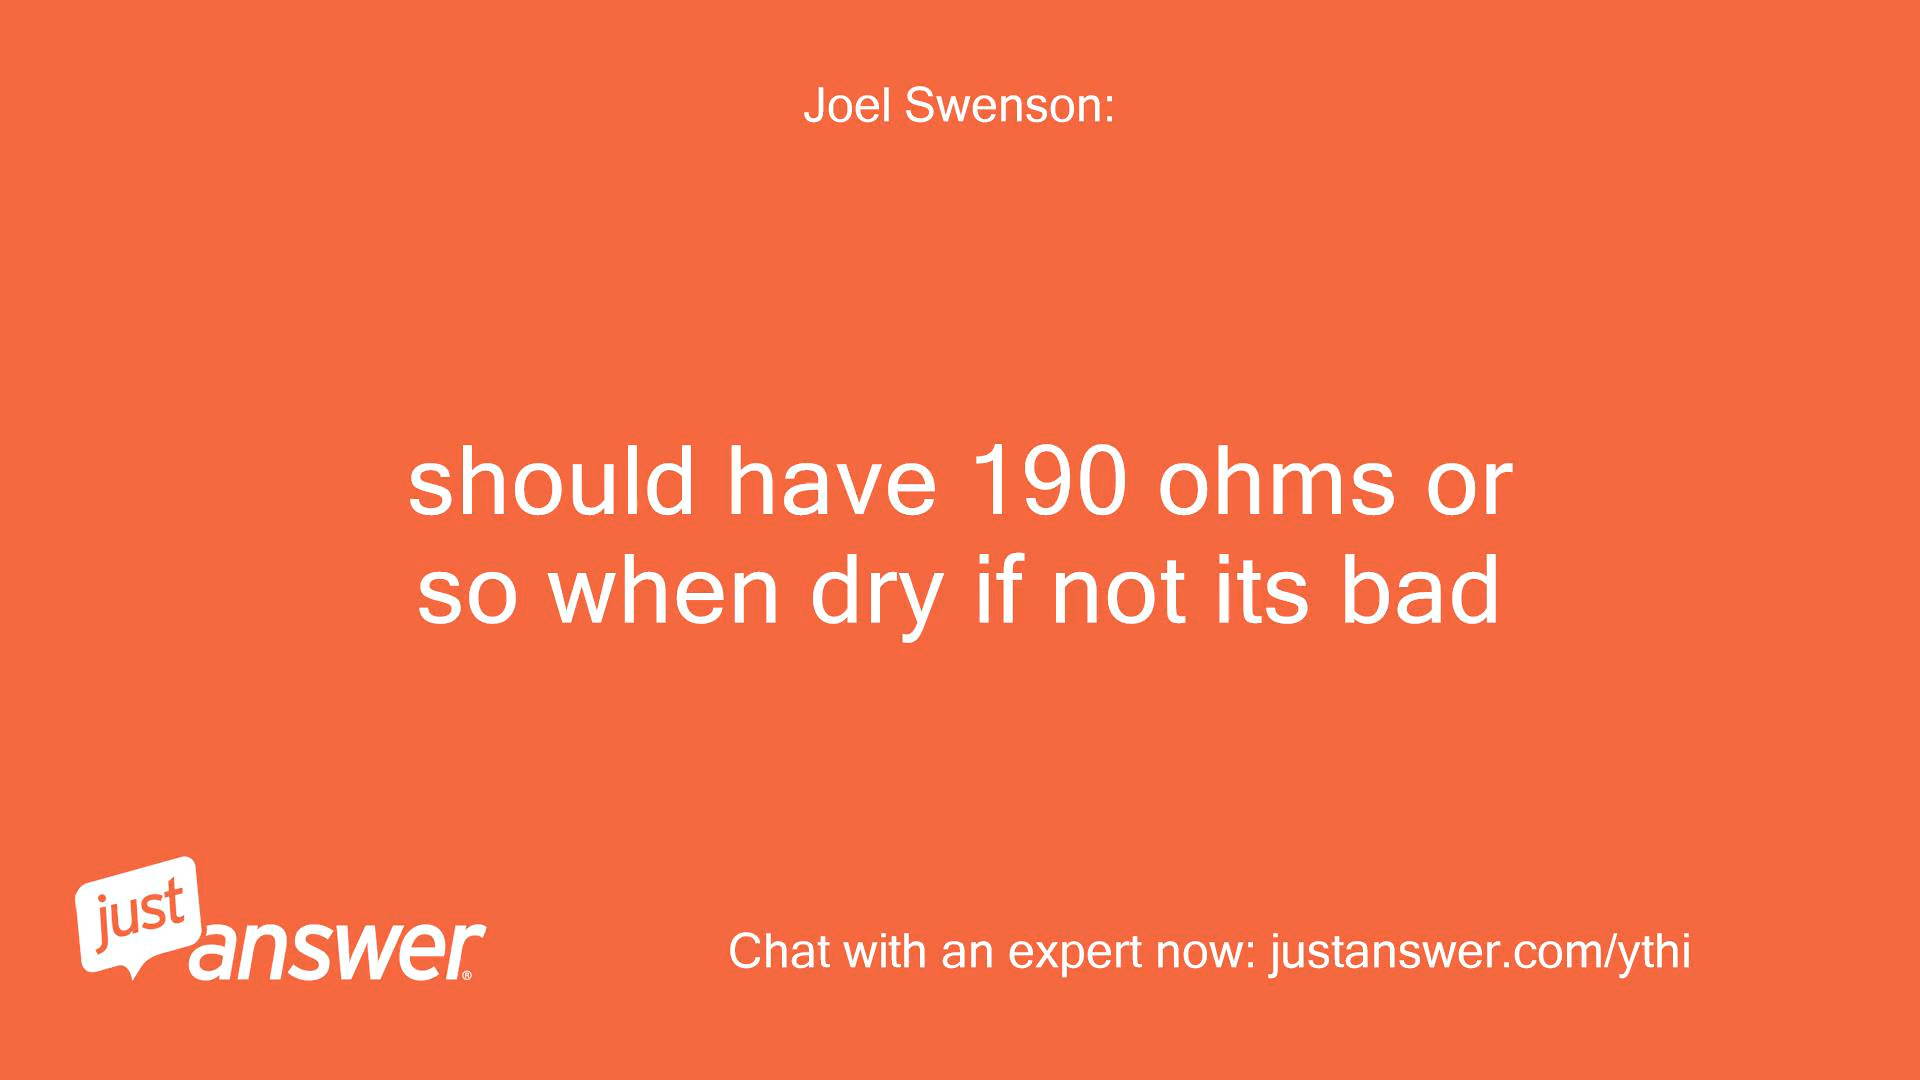 Joel Swenson:
should have 190 ohms or
so when dry if not its bad
just
answer®
Chat with an expert now: justanswer.com/ythi